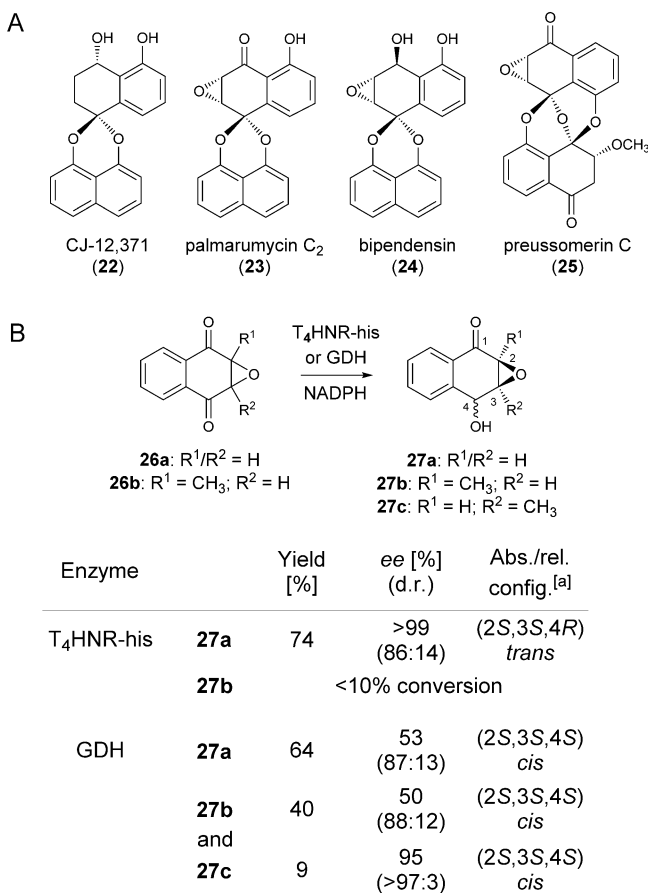 A
OH OH
O OH
OH OH
O
O
O
O
O
O O
O O
O O
O O O
OCH3
O
CJ-12,371
(22)
palmarumycin C2
(23)
bipendensin
(24)
preussomerin C
(25)
B
O R1
O
O R2
T4HNR-his
or GDH
NADPH
O R1
1 2
O
4 3
OH R2
26a: R1/R2 = H
26b: R1 = CH3; R2 = H
27a: R1/R2 = H
27b: R1 = CH3; R2 = H
27c: R1 = H; R2 = CH3
Enzyme Yield [%] ee [%] (d.r.) Abs./rel. config.[a]
T4HNR-his 27a 74 >99 (86:14) (2S,3S,4R) trans
27b <10% conversion
GDH 27a 64 53 (87:13) (2S,3S,4S) cis
27b 40 50 (88:12) (2S,3S,4S) cis
and
27c 9 95 (>97:3) (2S,3S,4S) cis